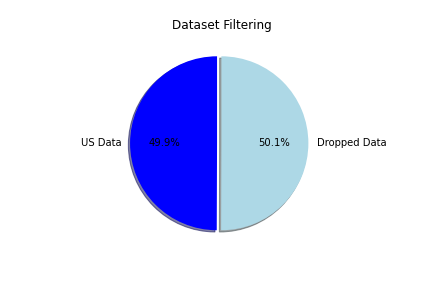 Dataset Filtering
US Data
49.9%
50.1%
Dropped Data